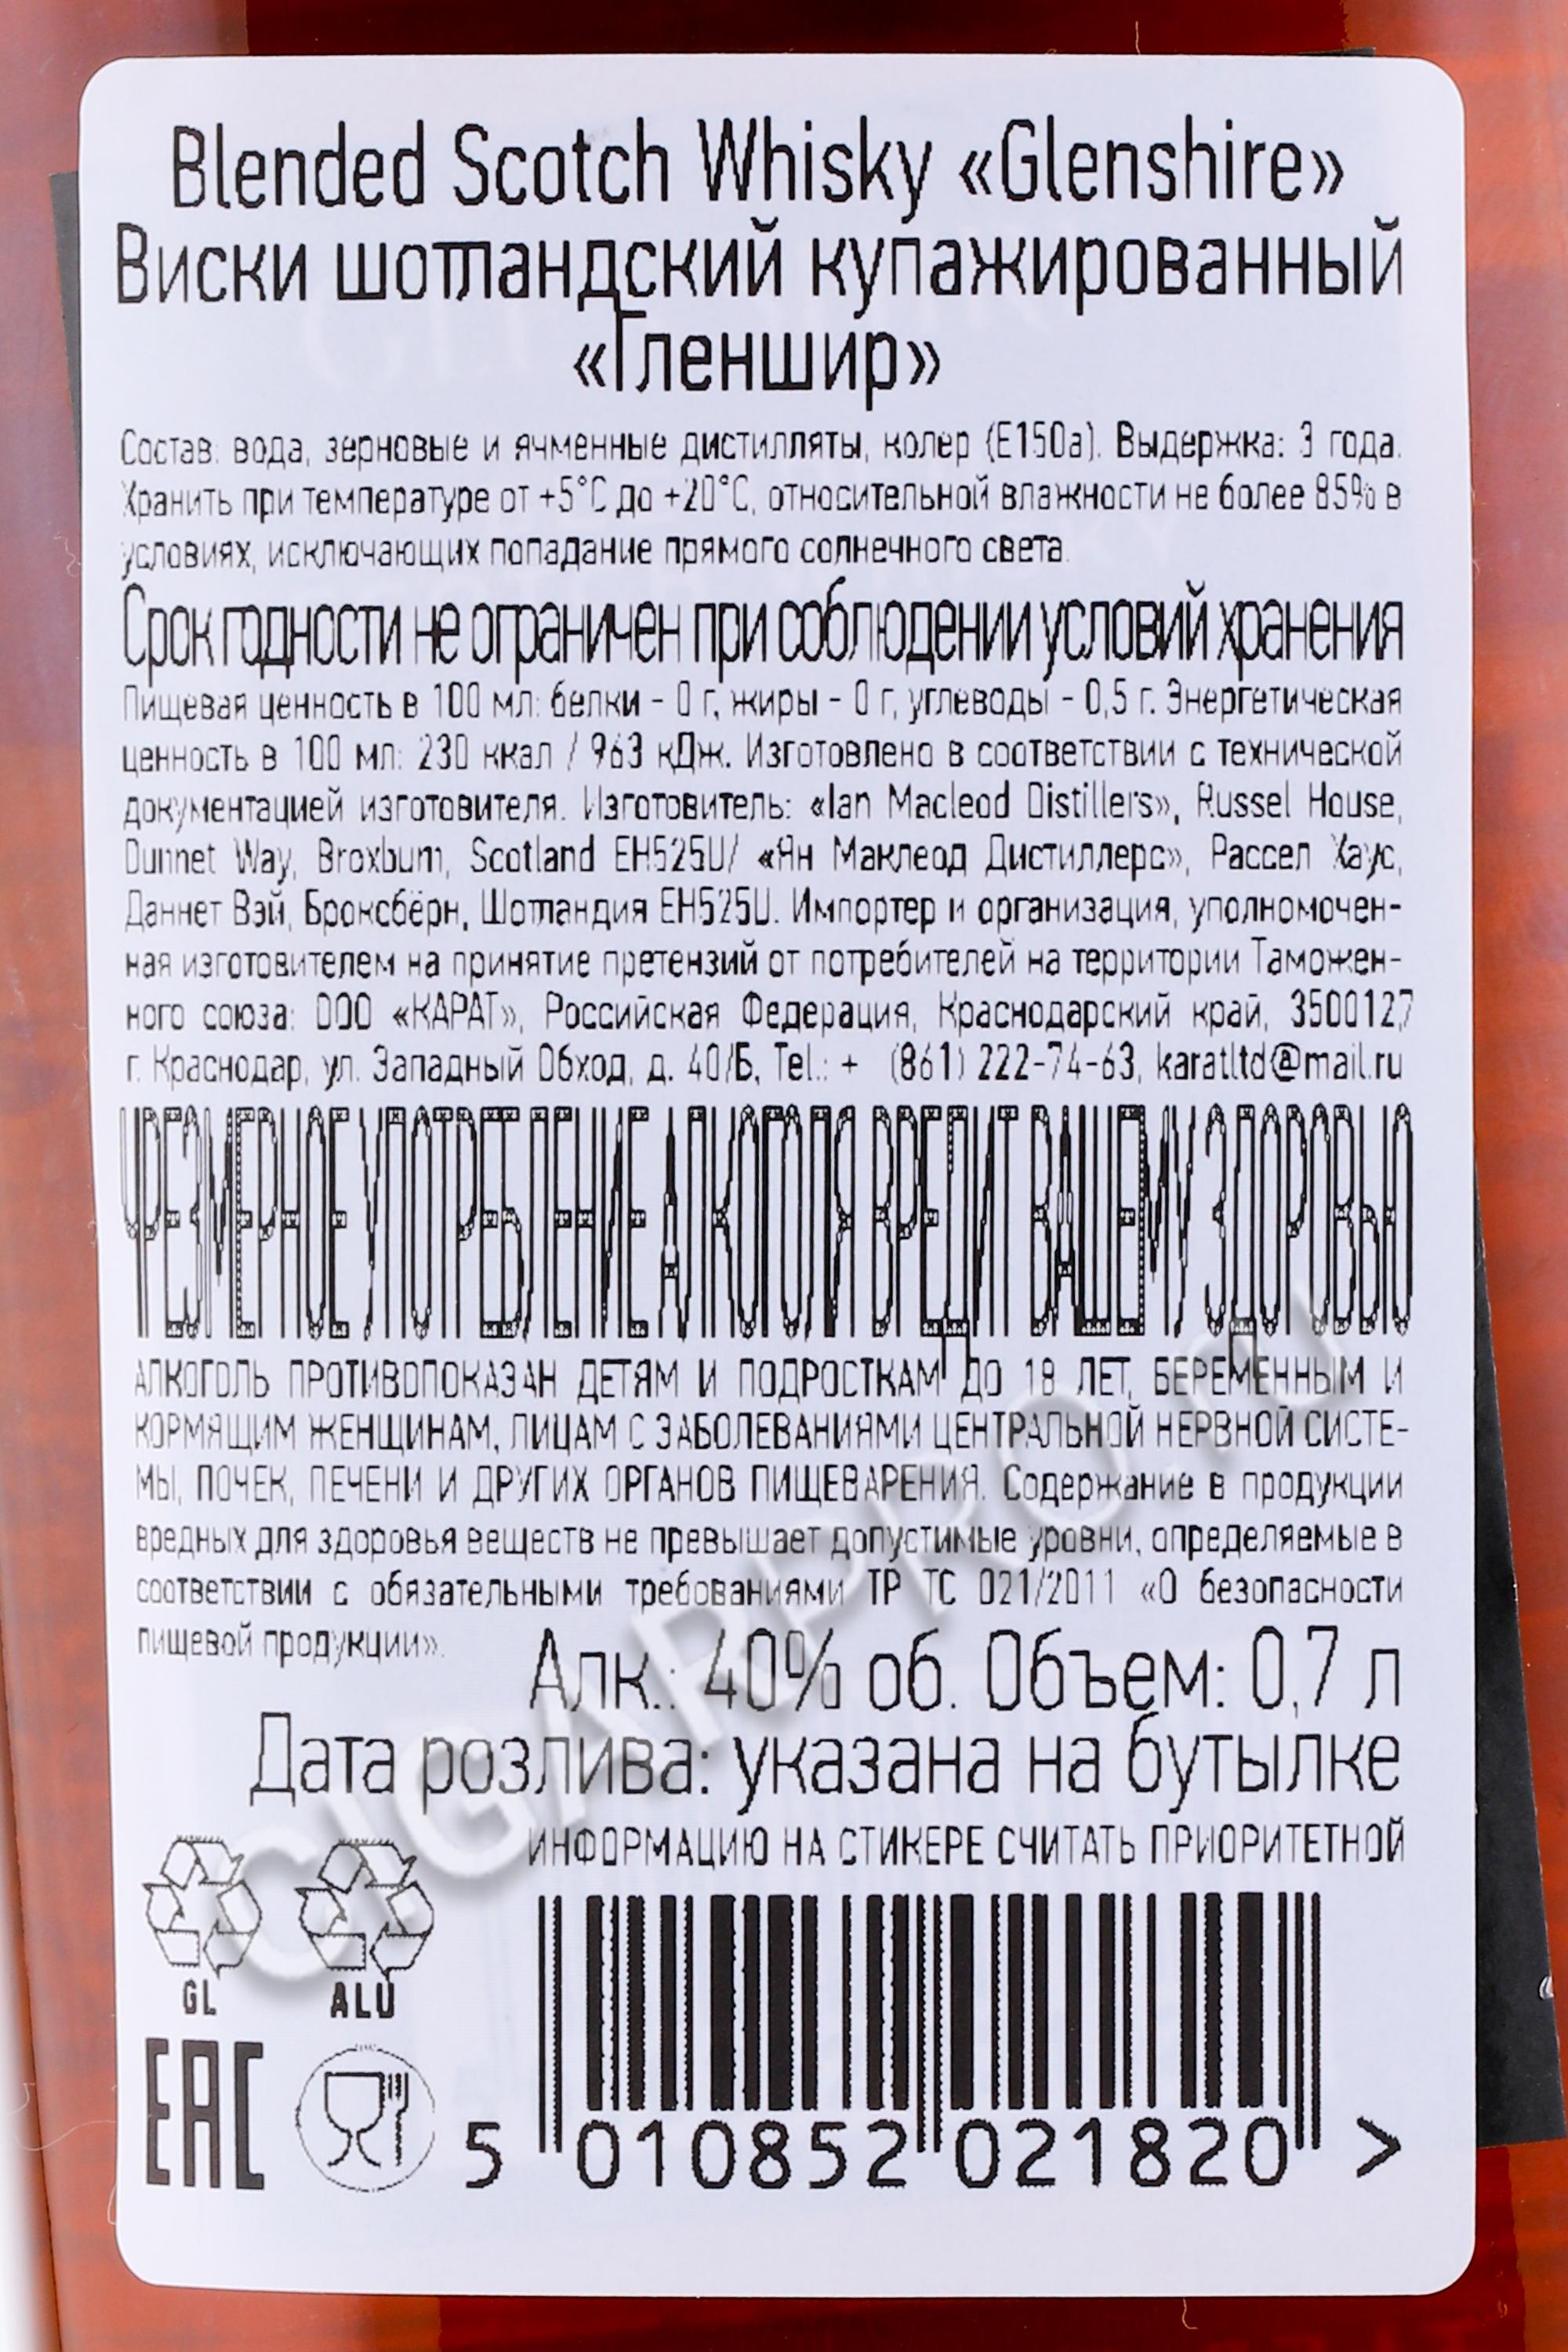 Blended Scotch Whisky «Glenshire»
Виски шотландский купажированный
«Гленшир»
Состав: вода, зерновые и ячменные дистилляты, колер (E150a). Выдержка: 3 года.
Хранить при температуре от +5°C до +20°C, относительной влажности не более 85% в
условиях, исключающих попадание прямого солнечного света.
Срок годности не ограничен при соблюдении условий хранения
Пищевая ценность в 100 мл: белки - 0 г, жиры - 0 г, углеводы - 0,5 г. Энергетическая
ценность в 100 мл: 230 ккал / 963 кДж. Изготовлено в соответствии с технической
документацией изготовителя. Изготовитель: «Ian Macleod Distillers», Russel House,
Dunnet Way, Broxburn, Scotland EH525U/ «Ян Маклеод Дистиллерс», Рассел Хаус,
Даннет Вэй, Броксбёрн, Шотландия EH525U. Импортер и организация, уполномочен-
ная изготовителем на принятие претензий от потребителей на территории Таможен-
ного союза: ООО «КАРАТ», Российская Федерация, Краснодарский край, 3500127
г. Краснодар, ул. Западный Обход, д. 40/Б, Tel.: + (861) 222-74-63, karatltd@mail.ru
ЧРЕЗМЕРНОЕ УПОТРЕБЛЕНИЕ АЛКОГОЛЯ ВРЕДИТ ВАШЕМУ ЗДОРОВЬЮ
АЛКОГОЛЬ ПРОТИВОПОКАЗАН ДЕТЯМ И ПОДРОСТКАМ ДО 18 ЛЕТ, БЕРЕМЕННЫМ И
КОРМЯЩИМ ЖЕНЩИНАМ, ЛИЦАМ С ЗАБОЛЕВАНИЯМИ ЦЕНТРАЛЬНОЙ НЕРВНОЙ СИСТЕ-
МЫ, ПОЧЕК, ПЕЧЕНИ И ДРУГИХ ОРГАНОВ ПИЩЕВАРЕНИЯ. Содержание в продукции
вредных для здоровья веществ не превышает допустимые уровни, определяемые в
соответствии с обязательными требованиями ТР ТС 021/2011 «О безопасности
пищевой продукции».
Алк.: 40% об. Объем: 0,7 л
Дата розлива: указана на бутылке
ИНФОРМАЦИЮ НА СТИКЕРЕ СЧИТАТЬ ПРИОРИТЕТНОЙ
GL ALU
EAC
5 010852 021820 >
CIGARPRO.ru